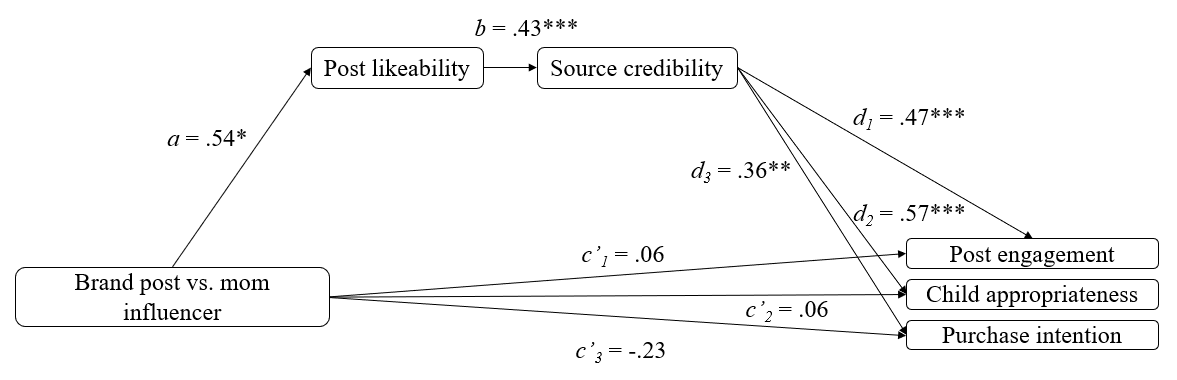 b = .43***
Post likeability
Source credibility
a = .54*
d1 = .47***
d3 = .36**
d2 = .57***
Brand post vs. mom
influencer
c’1 = .06
Post engagement
Child appropriateness
c’2 = .06
Purchase intention
c’3 = -.23